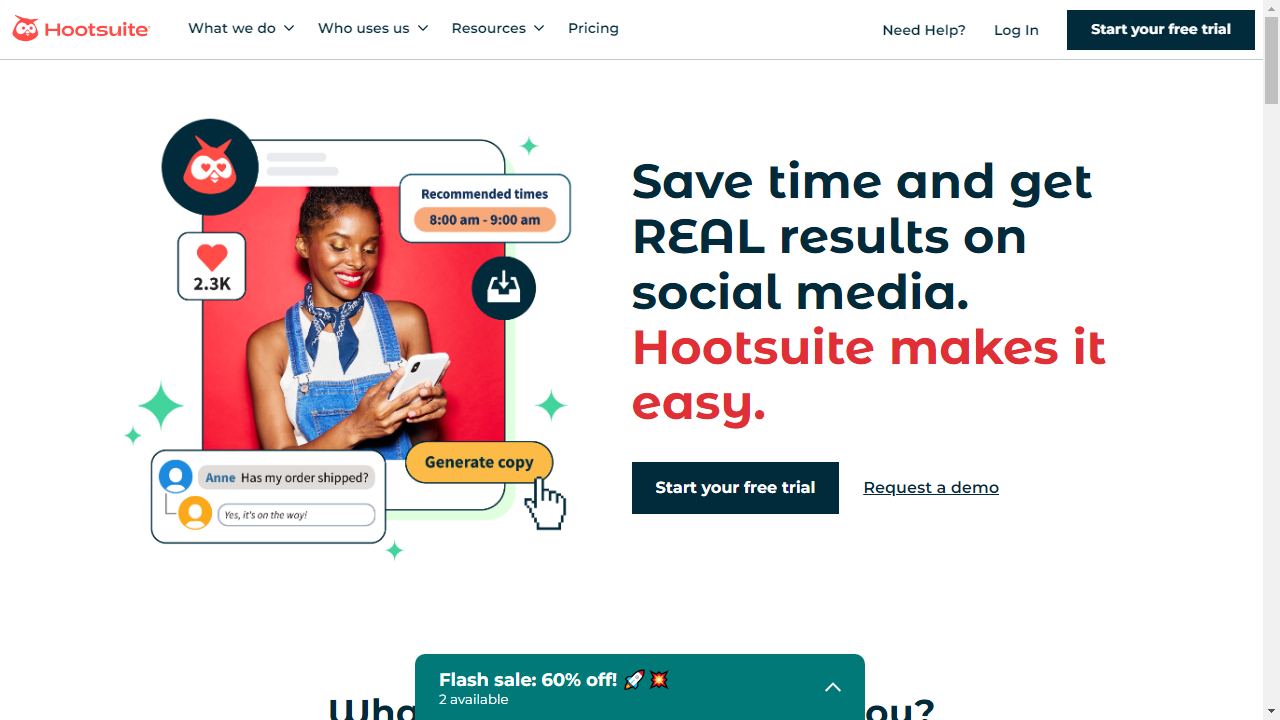 Hootsuite
What we do
Who uses us
Resources
Pricing
Need Help?
Log In
Start your free trial
Recommended times
8:00 am - 9:00 am
2.3K
Generate copy
Anne Has my order shipped?
Yes, it's on the way!
Save time and get
REAL results on
social media.
Hootsuite makes it
easy.
Start your free trial
Request a demo
Flash sale: 60% off! 🚀💥
2 available